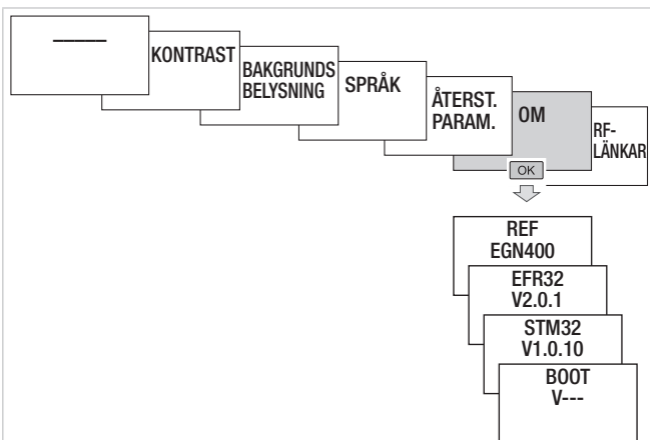 -----
KONTRAST
BAKGRUNDS
BELYSNING
SPRÅK
ÅTERST.
PARAM.
OM
RF-
LÄNKAR
OK
REF
EGN400
EFR32
V2.0.1
STM32
V1.0.10
BOOT
V---